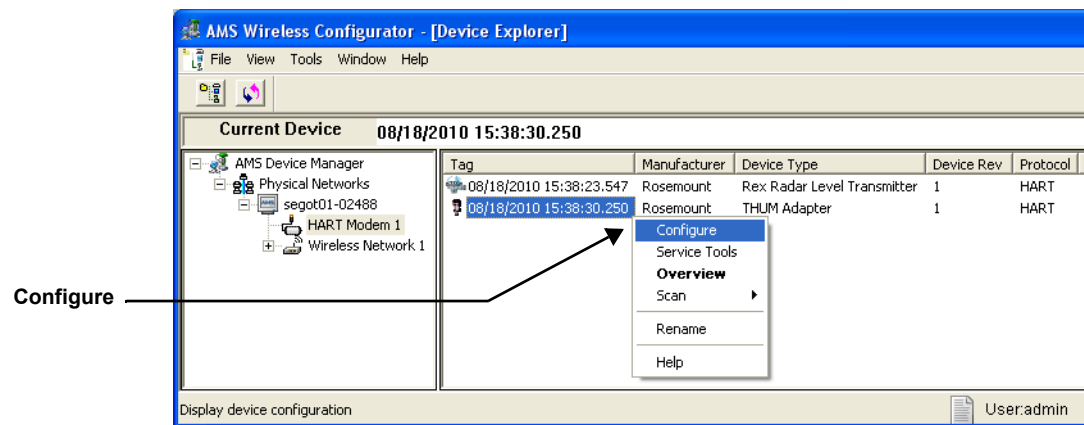 AMS Wireless Configurator - [Device Explorer]
File View Tools Window Help
Current Device 08/18/2010 15:38:30.250
AMS Device Manager
Physical Networks
segot01-02488
HART Modem 1
Wireless Network 1
Tag Manufacturer Device Type Device Rev Protocol
08/18/2010 15:38:23.547 Rosemount Rex Radar Level Transmitter 1 HART
08/18/2010 15:38:30.250 Rosemount THUM Adapter 1 HART
Configure
Service Tools
Overview
Scan
Rename
Help
Configure
Display device configuration
User:admin